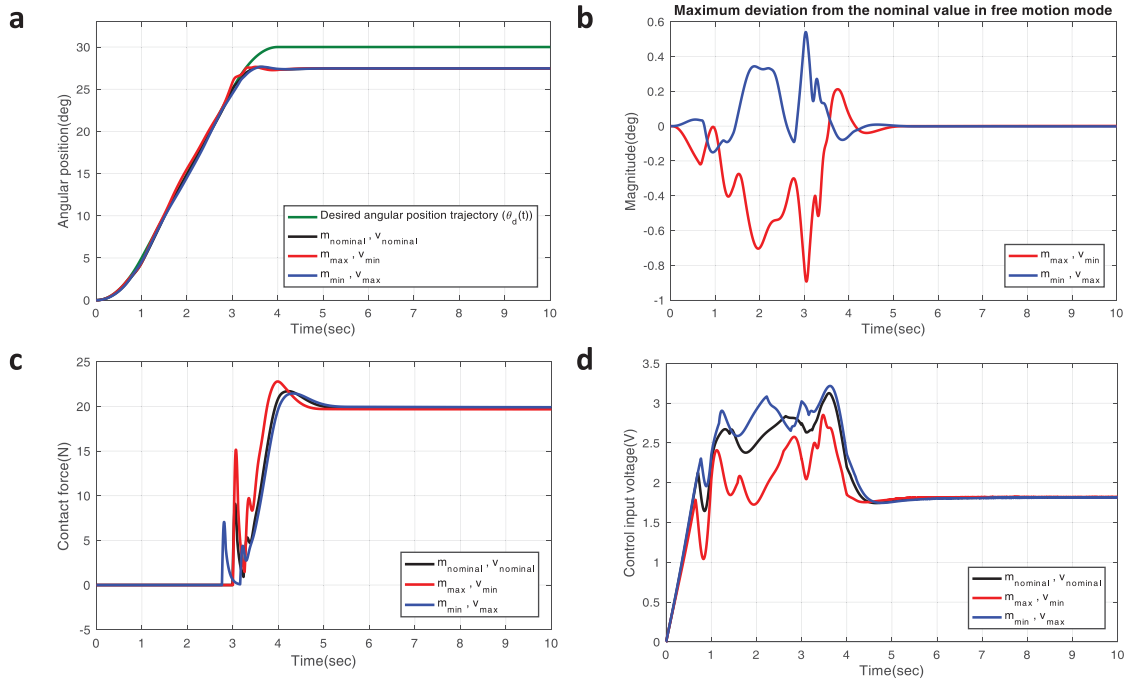 a
30
25
20
15
10
5
0
0 1 2 3 4 5 6 7 8 9 10
Angular position(deg)
Time(sec)
Desired angular position trajectory (θd(t))
mnominal , vnominal
mmax , vmin
mmin , vmax
b
Maximum deviation from the nominal value in free motion mode
0.6
0.4
0.2
0
-0.2
-0.4
-0.6
-0.8
-1
0 1 2 3 4 5 6 7 8 9 10
Magnitude(deg)
Time(sec)
mmax , vmin
mmin , vmax
c
25
20
15
10
5
0
-5
0 1 2 3 4 5 6 7 8 9 10
Contact force(N)
Time(sec)
mnominal , vnominal
mmax , vmin
mmin , vmax
d
3.5
3
2.5
2
1.5
1
0.5
0
0 1 2 3 4 5 6 7 8 9 10
Control input voltage(V)
Time(sec)
mnominal , vnominal
mmax , vmin
mmin , vmax